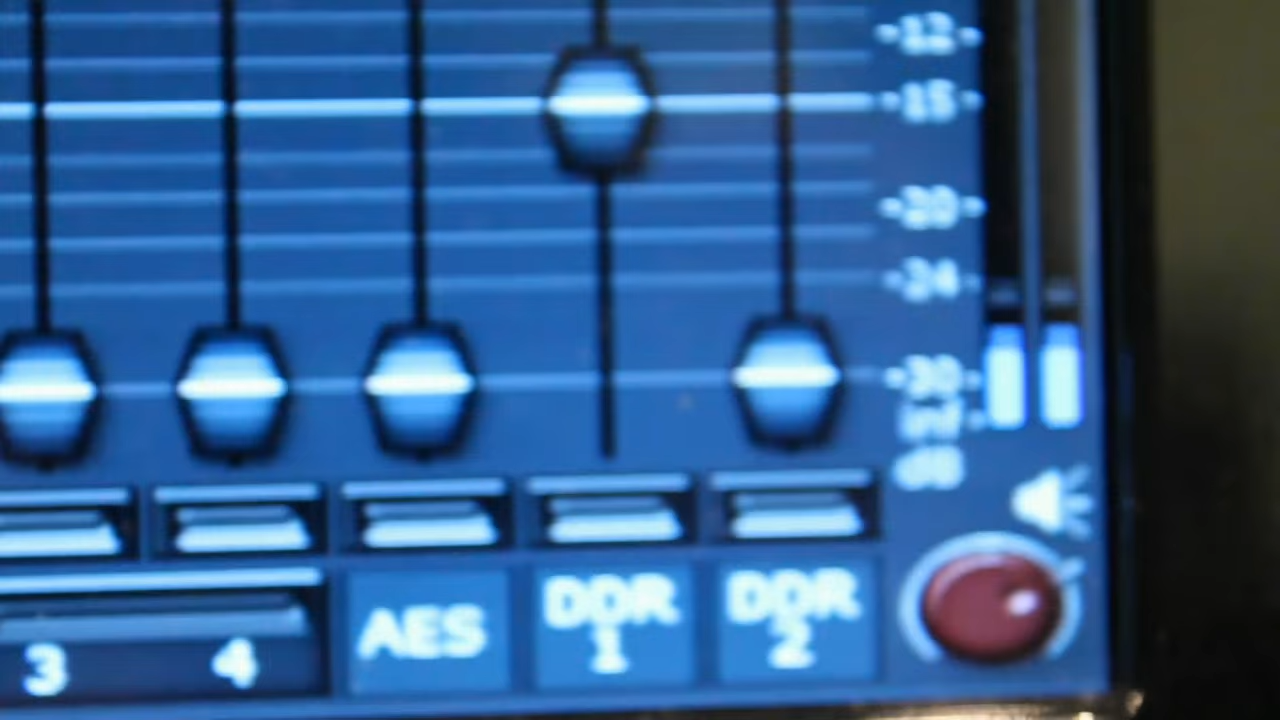 -12-
-15-
-20-
-24-
-30-
inf-
dB
3
4
AES
DDR
1
DDR
2